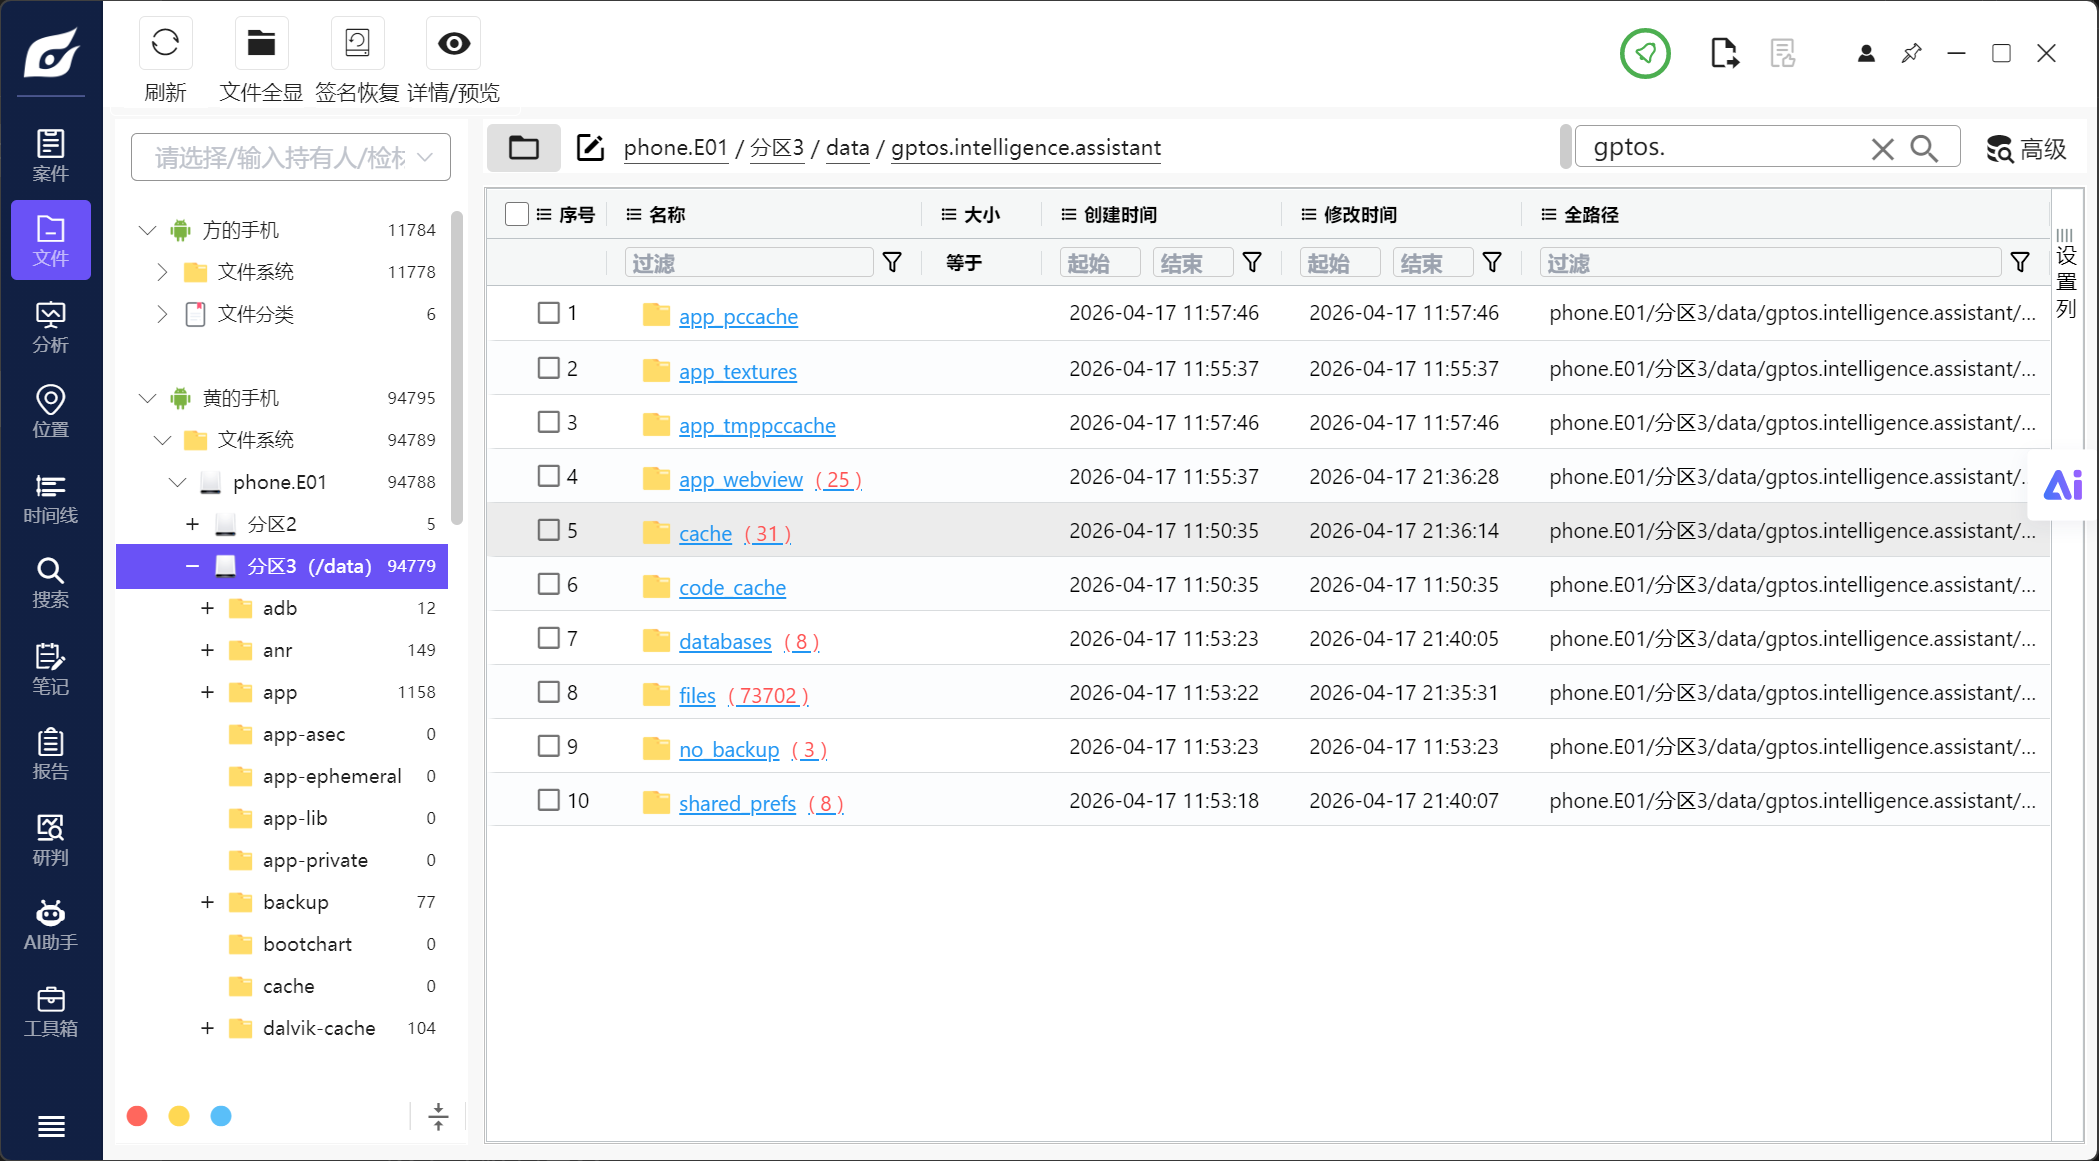 刷新
文件全显
签名恢复
详情/预览
案件
文件
分析
位置
时间线
搜索
笔记
报告
研判
AI助手
工具箱
方的手机 11784
文件系统 11778
文件分类 6
黄的手机 94795
文件系统 94789
phone.E01 94788
分区2 5
分区3 (/data) 94779
adb 12
anr 149
app 1158
app-asec 0
app-ephemeral 0
app-lib 0
app-private 0
backup 77
bootchart 0
cache 0
dalvik-cache 104
phone.E01 / 分区3 / data / gptos.intelligence.assistant
gptos.
高级
序号 名称 大小 创建时间 修改时间 全路径
过滤 等于 起始 结束 起始 结束 过滤
1 app_pccache 2026-04-17 11:57:46 2026-04-17 11:57:46 phone.E01/分区3/data/gptos.intelligence.assistant/...
2 app_textures 2026-04-17 11:55:37 2026-04-17 11:55:37 phone.E01/分区3/data/gptos.intelligence.assistant/...
3 app_tmppccache 2026-04-17 11:57:46 2026-04-17 11:57:46 phone.E01/分区3/data/gptos.intelligence.assistant/...
4 app_webview ( 25 ) 2026-04-17 11:55:37 2026-04-17 21:36:28 phone.E01/分区3/data/gptos.intelligence.assistant/..
5 cache ( 31 ) 2026-04-17 11:50:35 2026-04-17 21:36:14 phone.E01/分区3/data/gptos.intelligence.assistant/...
6 code_cache 2026-04-17 11:50:35 2026-04-17 11:50:35 phone.E01/分区3/data/gptos.intelligence.assistant/...
7 databases ( 8 ) 2026-04-17 11:53:23 2026-04-17 21:40:05 phone.E01/分区3/data/gptos.intelligence.assistant/...
8 files ( 73702 ) 2026-04-17 11:53:22 2026-04-17 21:35:31 phone.E01/分区3/data/gptos.intelligence.assistant/...
9 no_backup ( 3 ) 2026-04-17 11:53:23 2026-04-17 11:53:23 phone.E01/分区3/data/gptos.intelligence.assistant/...
10 shared_prefs ( 8 ) 2026-04-17 11:53:18 2026-04-17 21:40:07 phone.E01/分区3/data/gptos.intelligence.assistant/...
设置列
Ai